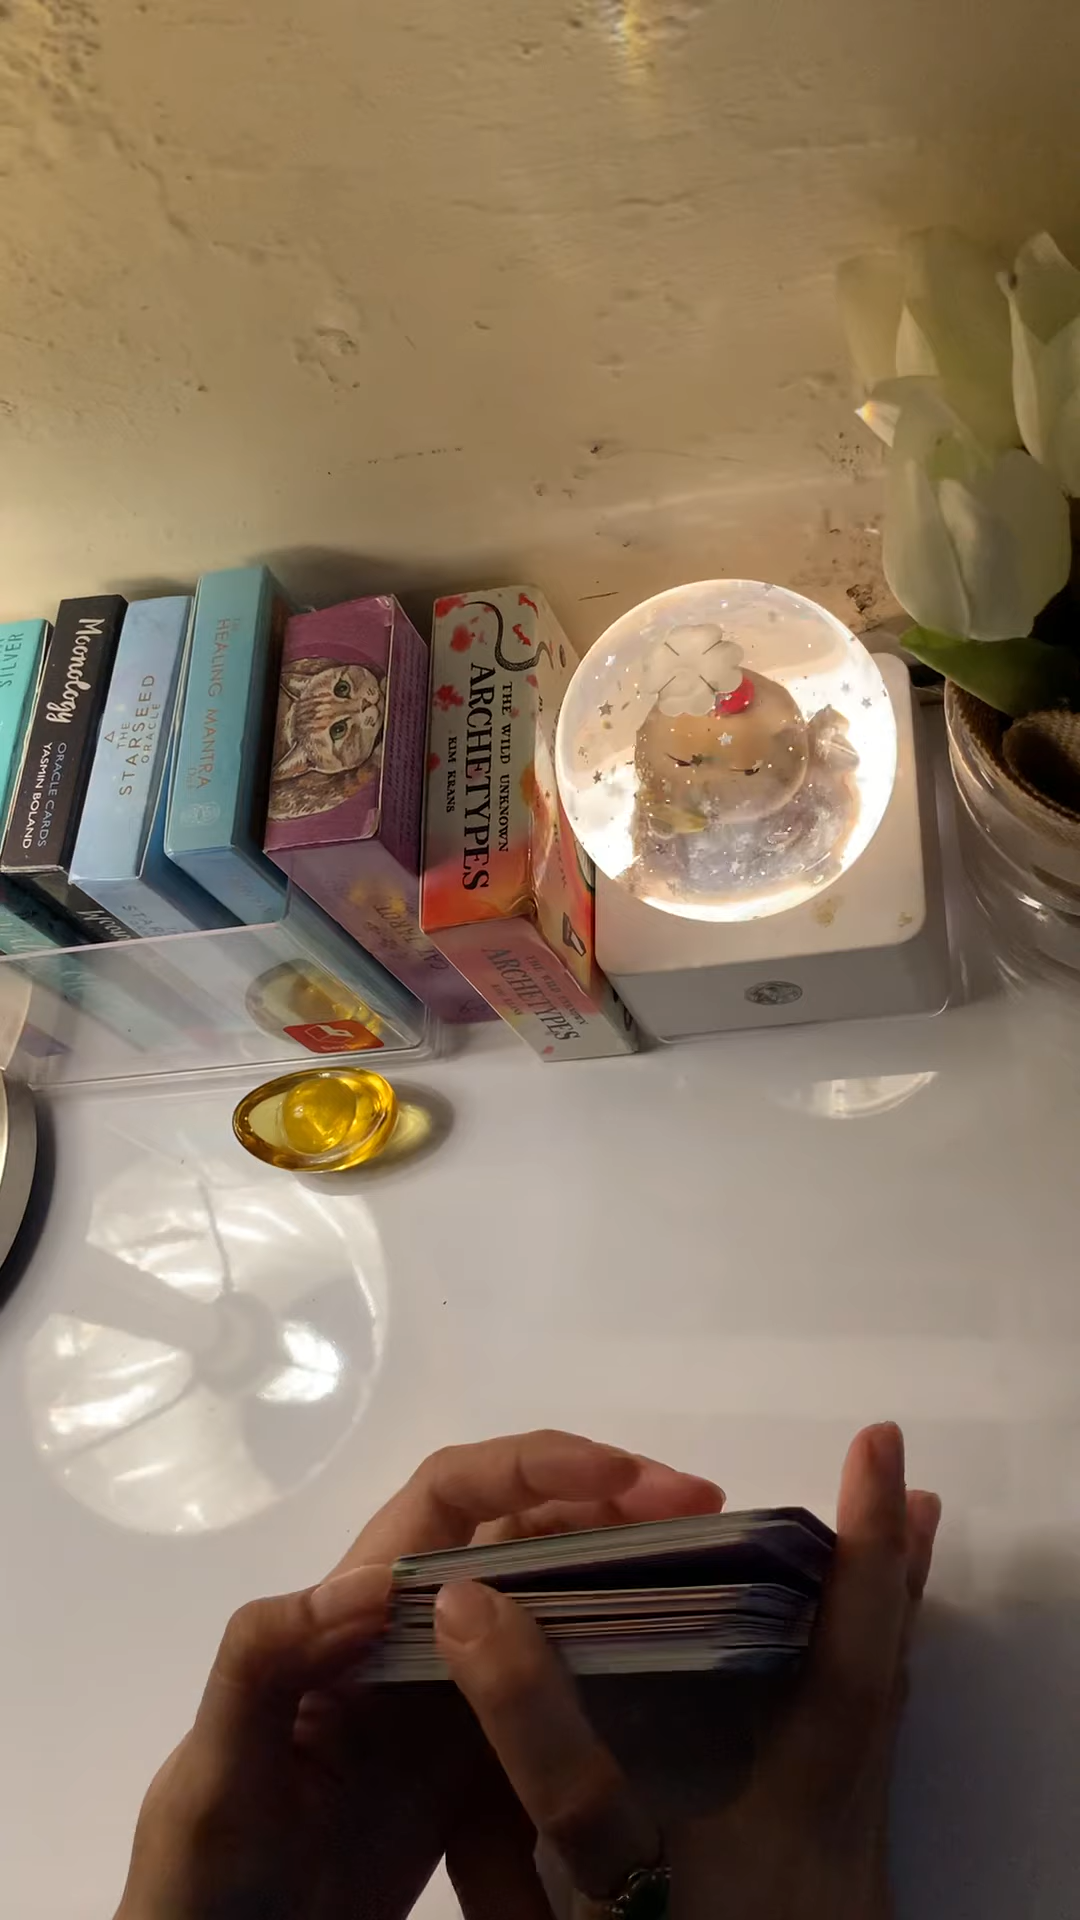 SILVER
Moonology
ORACLE CARDS
YASMIN BOLAND
THE
STARSEED
ORACLE
HEALING MANTRA
THE WILD UNKNOWN
ARCHETYPES
KIM KRANS
THE WILD UNKNOWN
ARCHETYPES
KIM KRANS